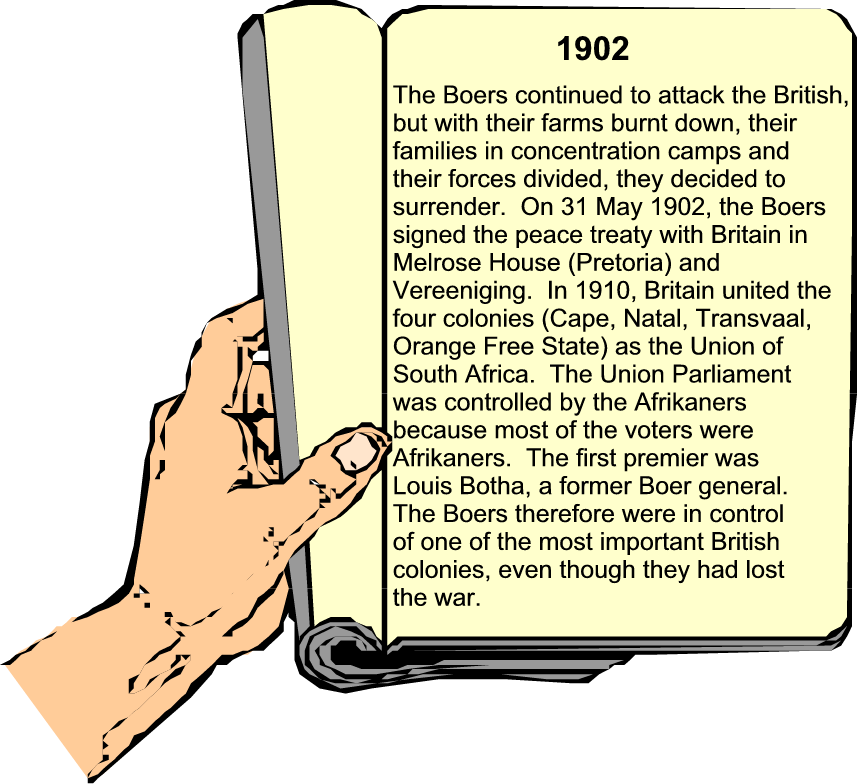 1902
The Boers continued to attack the British,
but with their farms burnt down, their
families in concentration camps and
their forces divided, they decided to
surrender.  On 31 May 1902, the Boers
signed the peace treaty with Britain in
Melrose House (Pretoria) and
Vereeniging.  In 1910, Britain united the
four colonies (Cape, Natal, Transvaal,
Orange Free State) as the Union of
South Africa.  The Union Parliament
was controlled by the Afrikaners
because most of the voters were
Afrikaners.  The first premier was
Louis Botha, a former Boer general.
The Boers therefore were in control
of one of the most important British
colonies, even though they had lost
the war.